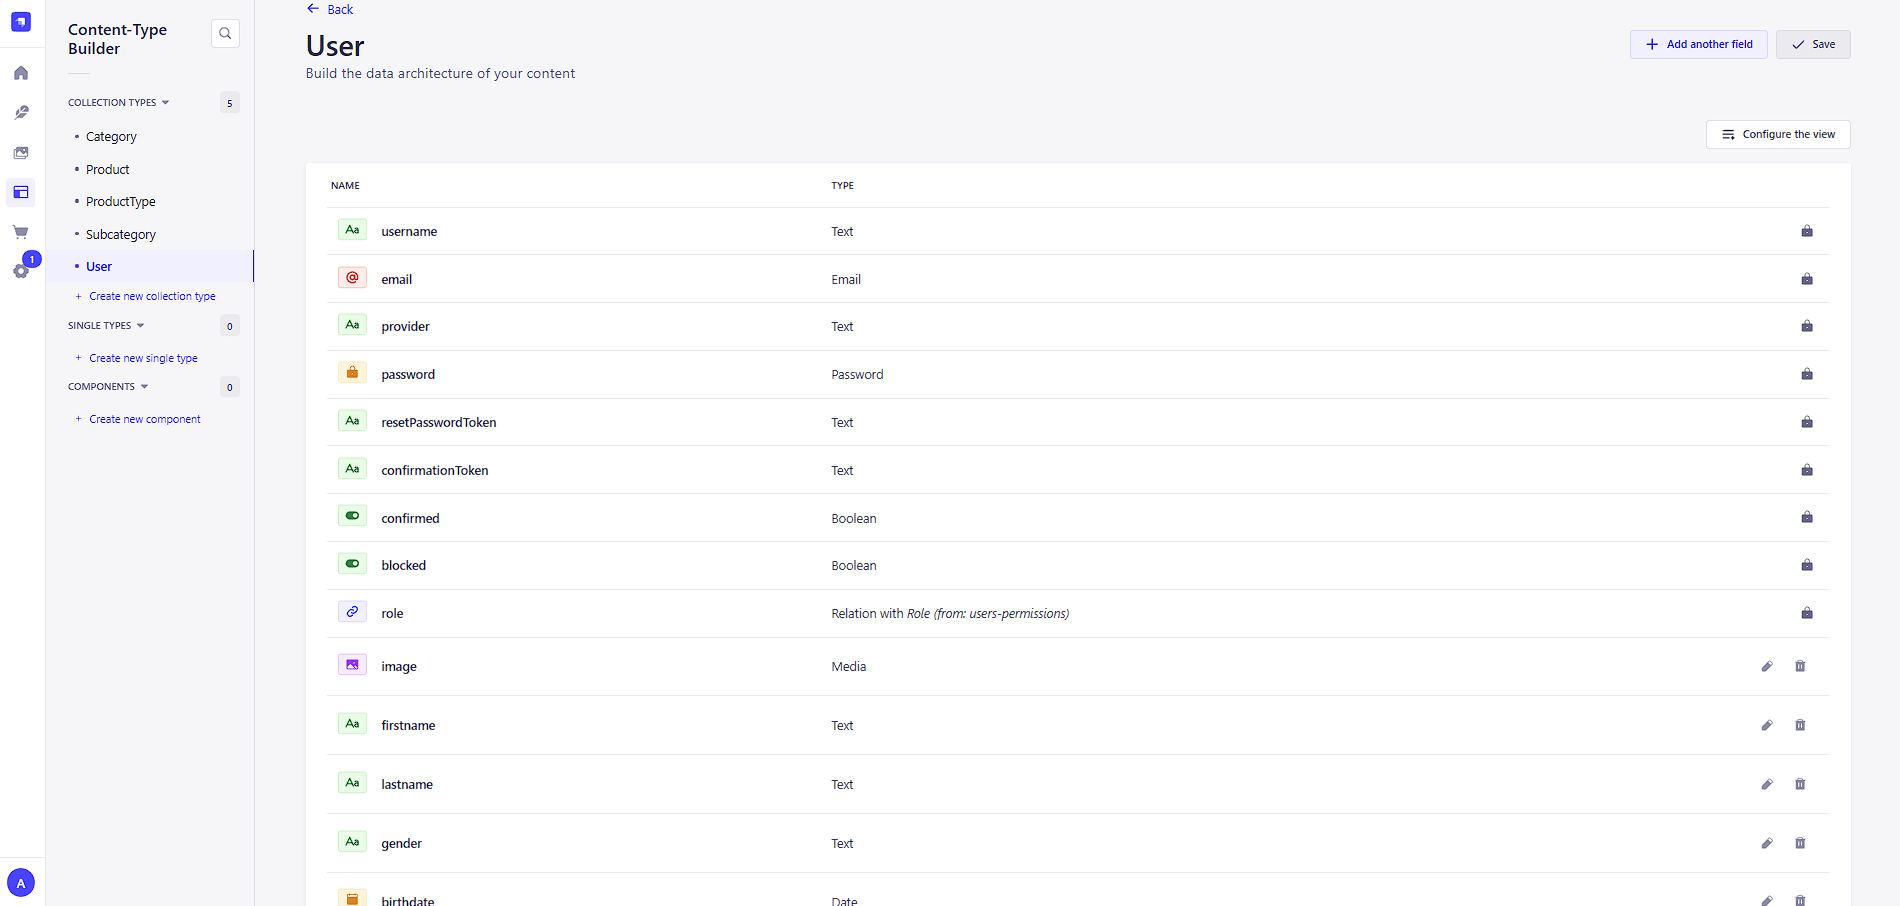 Content-Type
Builder
COLLECTION TYPES
5
Category
Product
ProductType
Subcategory
User
+ Create new collection type
SINGLE TYPES
0
+ Create new single type
COMPONENTS
0
+ Create new component
1
A
← Back
User
Build the data architecture of your content
+ Add another field
Save
Configure the view
NAME TYPE
Aa username Text
@ email Email
Aa provider Text
password Password
Aa resetPasswordToken Text
Aa confirmationToken Text
confirmed Boolean
blocked Boolean
role Relation with Role (from: users-permissions)
image Media
Aa firstname Text
Aa lastname Text
Aa gender Text
birthdate Date